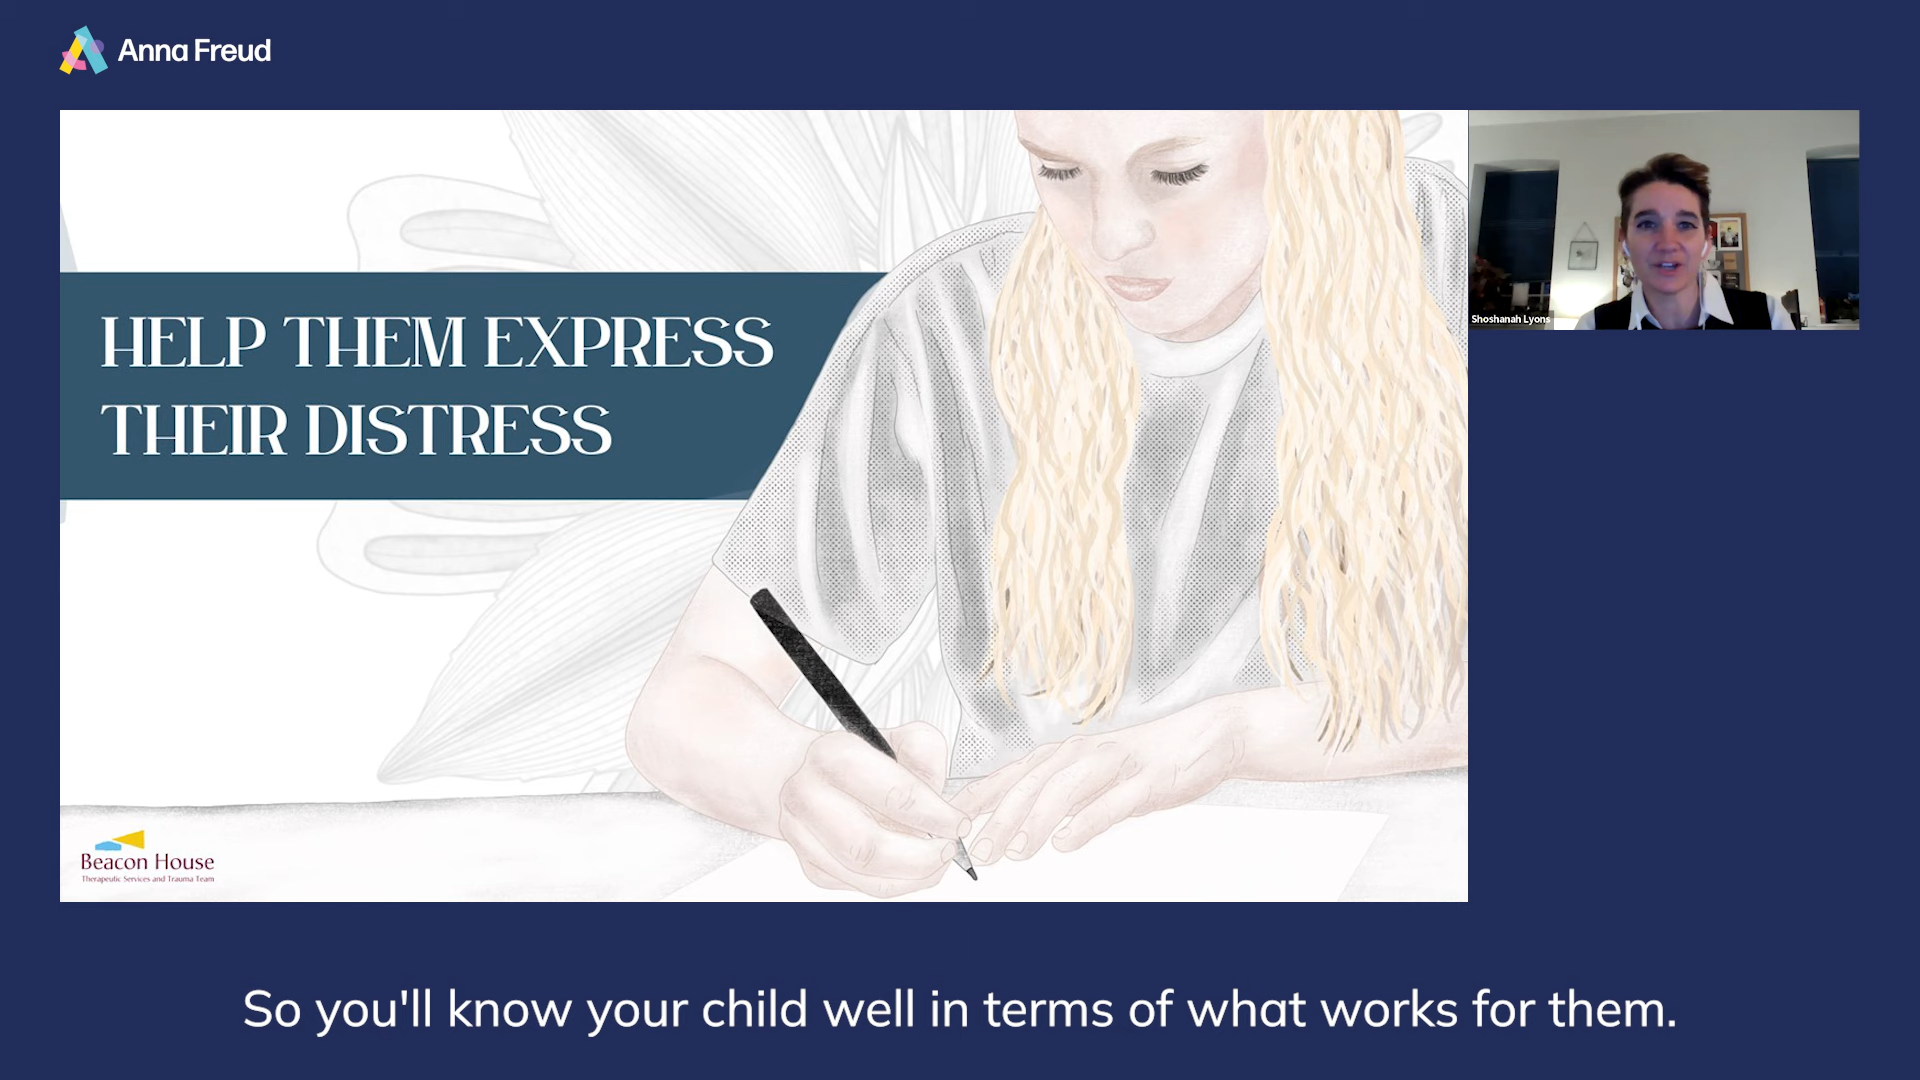 Anna Freud
HELP THEM EXPRESS
THEIR DISTRESS
Shoshanah Lyons
Beacon House
Therapeutic Services and Trauma Team
So you'll know your child well in terms of what works for them.